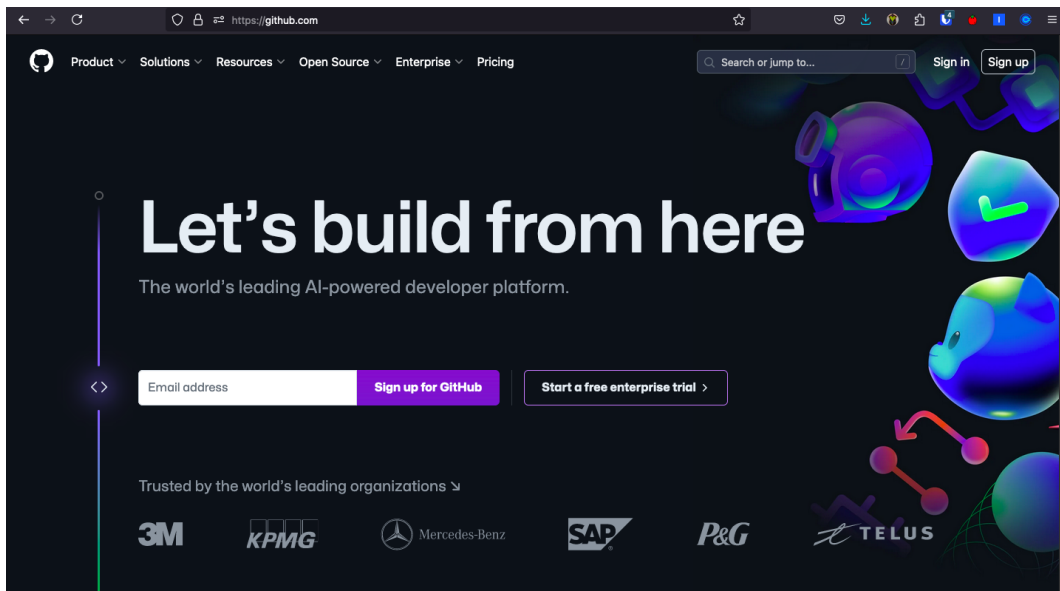 https://github.com
4
Product Solutions Resources Open Source Enterprise Pricing Search or jump to... / Sign in Sign up
Let's build from here
The world's leading AI-powered developer platform.
<> Email address Sign up for GitHub Start a free enterprise trial >
Trusted by the world's leading organizations ↘
3M KPMG Mercedes-Benz SAP P&G TELUS